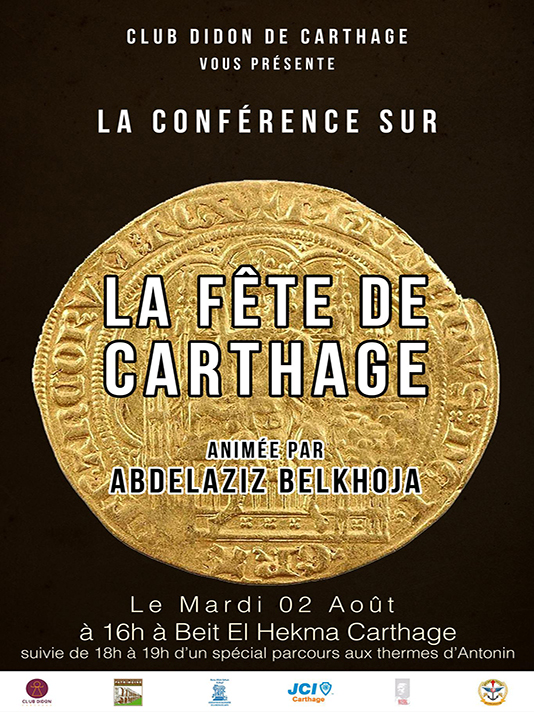 CLUB DIDON DE CARTHAGE
VOUS PRÉSENTE
LA CONFÉRENCE SUR
LA FÊTE DE
CARTHAGE
ANIMÉE PAR
ABDELAZIZ BELKHOJA
Le Mardi 02 Août
à 16h à Beit El Hekma Carthage
suivie de 18h à 19h d'un spécial parcours aux thermes d'Antonin
CLUB DIDON
JCI
Carthage